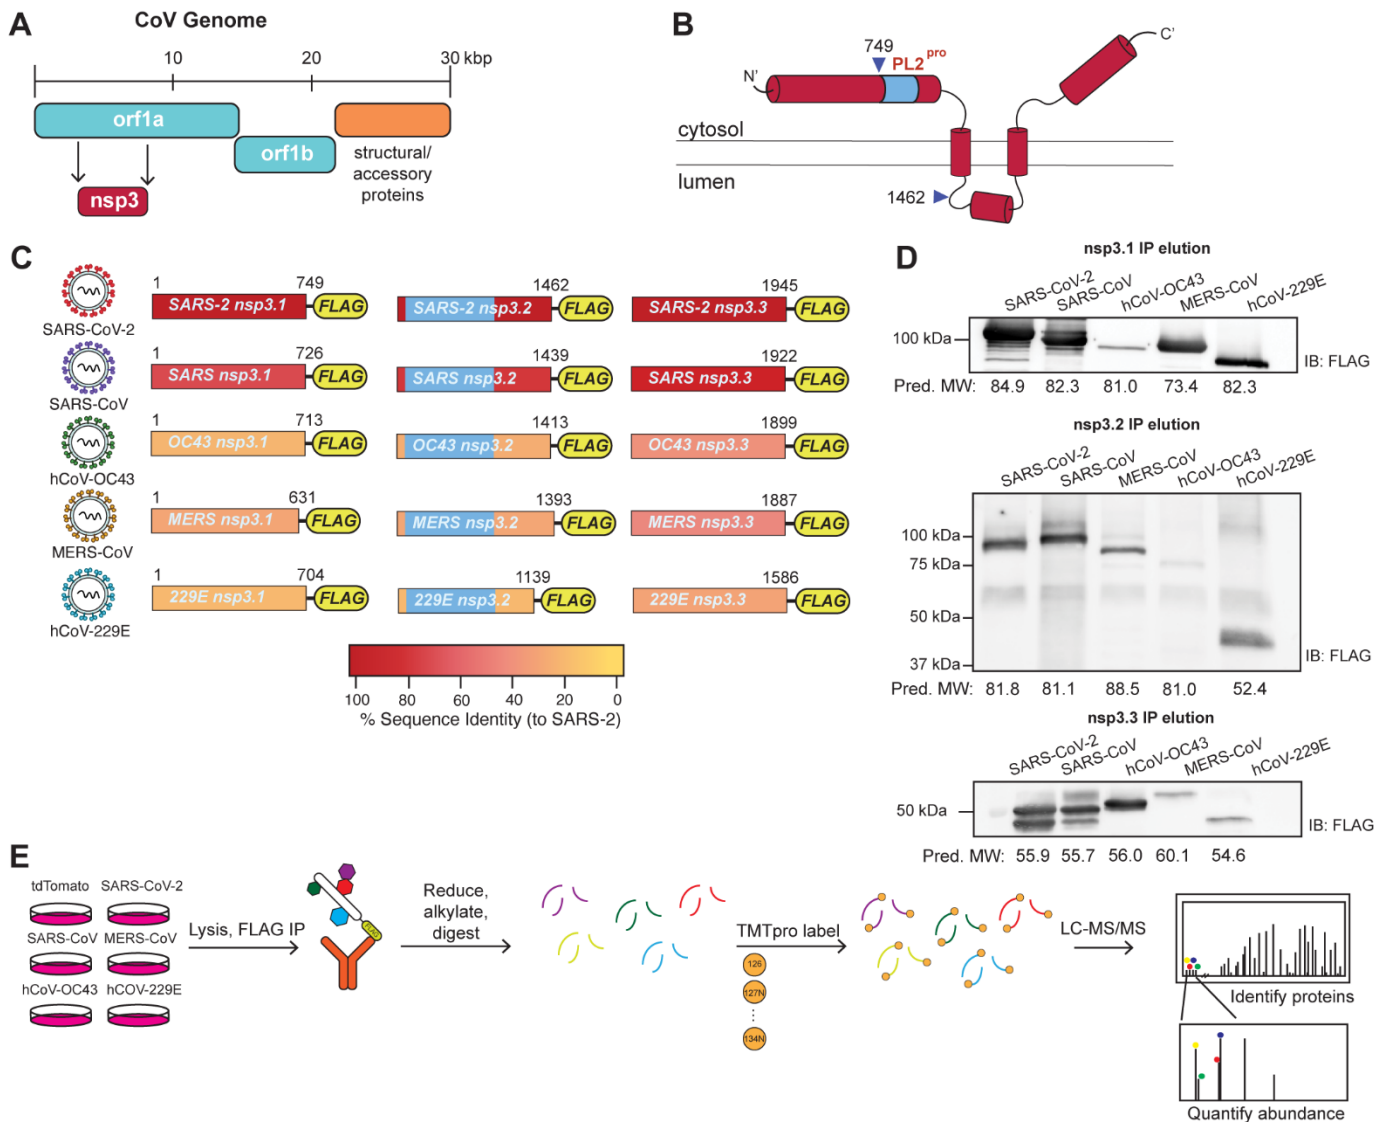 A
CoV Genome
10
20
30 kbp
orf1a
orf1b
structural/
accessory
proteins
nsp3
B
749
PL2 pro
N'
C'
cytosol
lumen
1462
C
SARS-CoV-2
1
749
SARS-2 nsp3.1
FLAG
1462
SARS-2 nsp3.2
FLAG
1945
SARS-2 nsp3.3
FLAG
SARS-CoV
1
726
SARS nsp3.1
FLAG
1439
SARS nsp3.2
FLAG
1922
SARS nsp3.3
FLAG
hCoV-OC43
1
713
OC43 nsp3.1
FLAG
1413
OC43 nsp3.2
FLAG
1899
OC43 nsp3.3
FLAG
MERS-CoV
1
631
MERS nsp3.1
FLAG
1393
MERS nsp3.2
FLAG
1887
MERS nsp3.3
FLAG
hCoV-229E
1
704
229E nsp3.1
FLAG
1139
229E nsp3.2
FLAG
1586
229E nsp3.3
FLAG
100 80 60 40 20 0
% Sequence Identity (to SARS-2)
D
nsp3.1 IP elution
SARS-CoV-2
SARS-CoV
hCoV-OC43
MERS-CoV
hCoV-229E
100 kDa
IB: FLAG
Pred. MW: 84.9 82.3 81.0 73.4 82.3
nsp3.2 IP elution
SARS-CoV-2
SARS-CoV
MERS-CoV
hCoV-OC43
hCoV-229E
100 kDa
75 kDa
50 kDa
37 kDa
IB: FLAG
Pred. MW: 81.8 81.1 88.5 81.0 52.4
nsp3.3 IP elution
SARS-CoV-2
SARS-CoV
hCoV-OC43
MERS-CoV
hCoV-229E
50 kDa
IB: FLAG
Pred. MW: 55.9 55.7 56.0 60.1 54.6
E
tdTomato
SARS-CoV-2
SARS-CoV
MERS-CoV
hCoV-OC43
hCOV-229E
Lysis, FLAG IP
FLAG
Reduce,
alkylate,
digest
TMTpro label
126
127N
134N
LC-MS/MS
Identify proteins
Quantify abundance